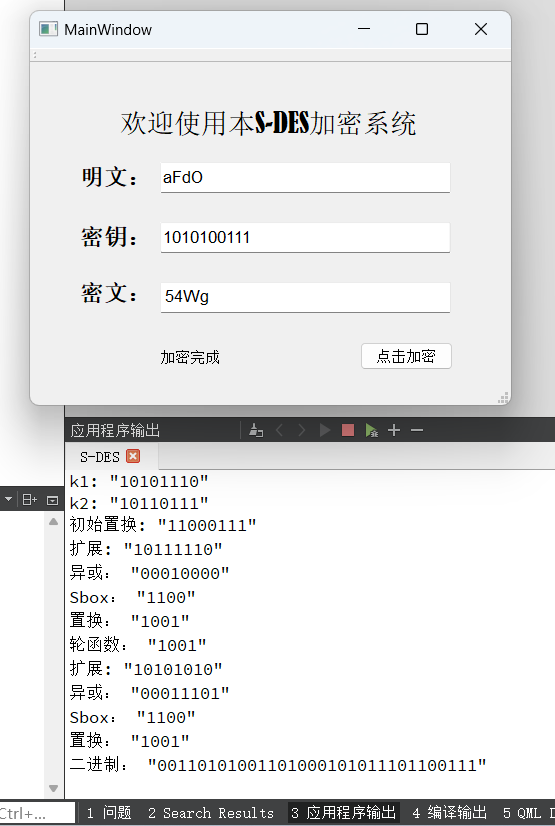 MainWindow
欢迎使用本S-DES加密系统
明文： aFdO
密钥： 1010100111
密文： 54Wg
加密完成 点击加密
应用程序输出
S-DES
k1: "10101110"
k2: "10110111"
初始置换: "11000111"
扩展: "10111110"
异或： "00010000"
Sbox： "1100"
置换： "1001"
轮函数： "1001"
扩展: "10101010"
异或： "00011101"
Sbox： "1100"
置换： "1001"
二进制： "00110101001101000101011101100111"
Ctrl+... 1 问题 2 Search Results 3 应用程序输出 4 编译输出 5 QML D